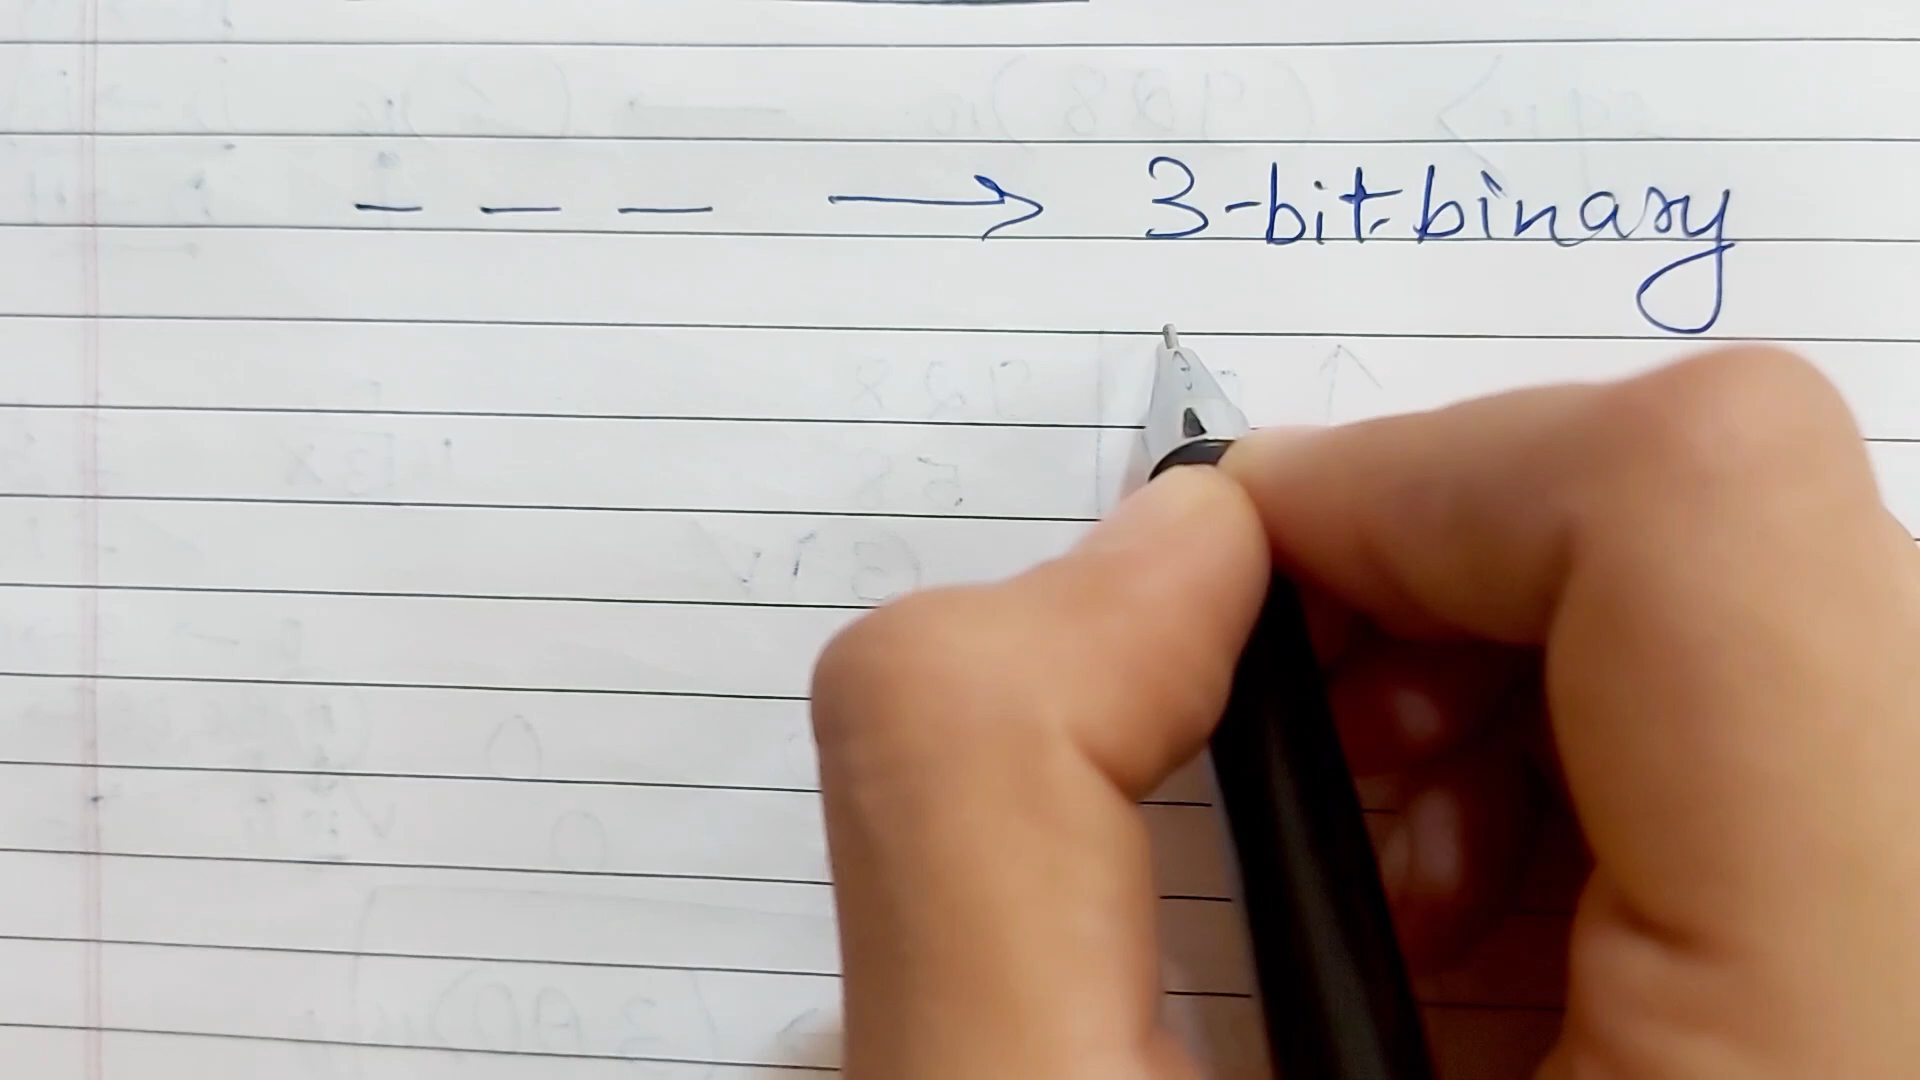 _ _ _ → 3-bit binary